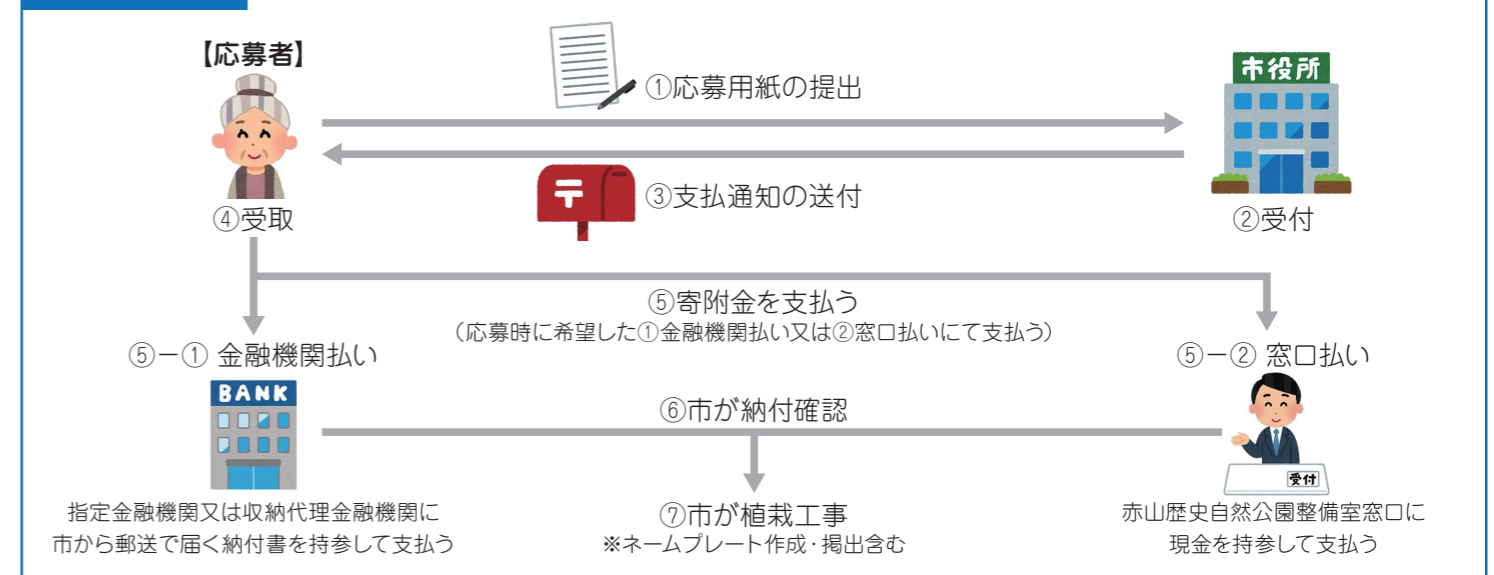 【応募者】
①応募用紙の提出
市役所
〒
③支払通知の送付
④受取
②受付
⑤寄附金を支払う
（応募時に希望した①金融機関払い又は②窓口払いにて支払う）
⑤－① 金融機関払い
⑤－② 窓口払い
BANK
⑥市が納付確認
受付
指定金融機関又は収納代理金融機関に
市から郵送で届く納付書を持参して支払う
⑦市が植栽工事
※ネームプレート作成・掲出含む
赤山歴史自然公園整備室窓口に
現金を持参して支払う